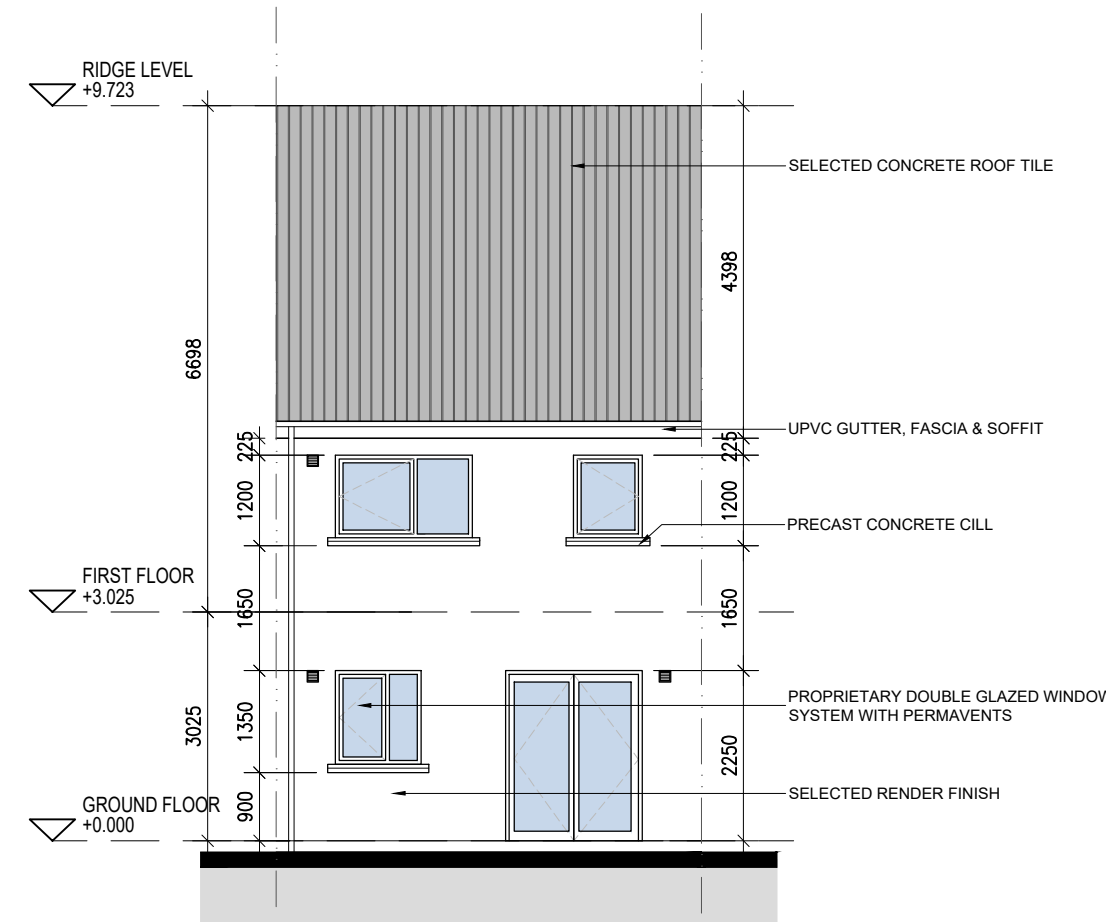 RIDGE LEVEL
+9.723
SELECTED CONCRETE ROOF TILE
4398
6698
UPVC GUTTER, FASCIA & SOFFIT
225
225
1200
1200
PRECAST CONCRETE CILL
FIRST FLOOR
+3.025
1650
1650
PROPRIETARY DOUBLE GLAZED WINDOW
SYSTEM WITH PERMAVENTS
3025
1350
2250
SELECTED RENDER FINISH
GROUND FLOOR
+0.000
900